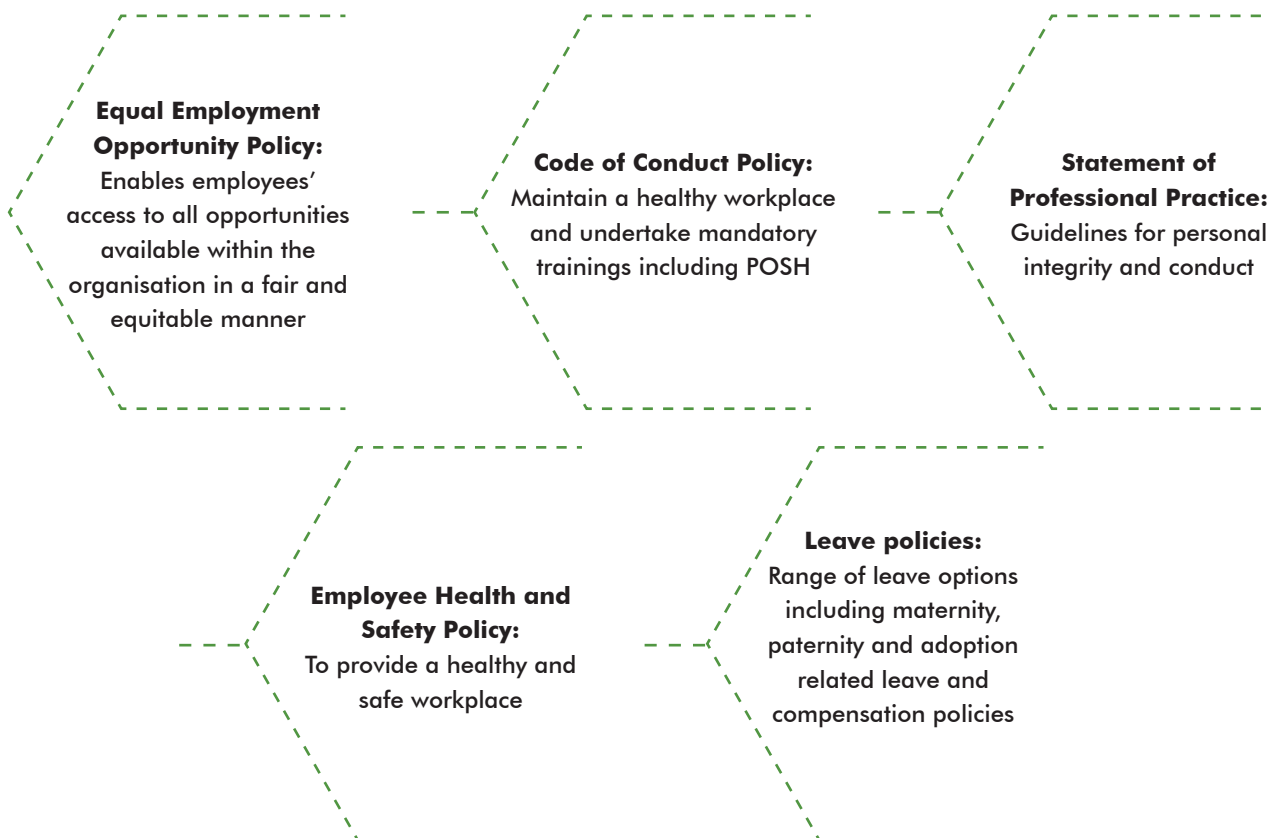 Equal Employment
Opportunity Policy:
Enables employees’
access to all opportunities
available within the
organisation in a fair and
equitable manner
Code of Conduct Policy:
Maintain a healthy workplace
and undertake mandatory
trainings including POSH
Statement of
Professional Practice:
Guidelines for personal
integrity and conduct
Employee Health and
Safety Policy:
To provide a healthy and
safe workplace
Leave policies:
Range of leave options
including maternity,
paternity and adoption
related leave and
compensation policies